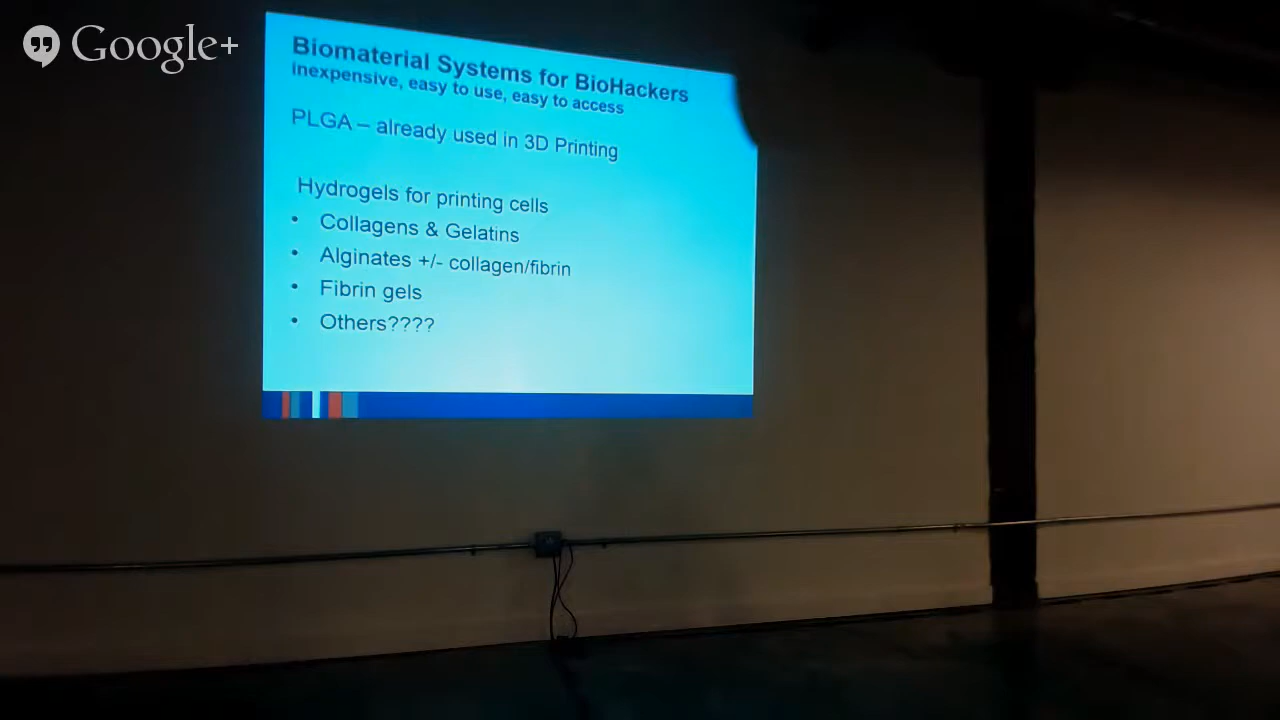 Google+
Biomaterial Systems for BioHackers
inexpensive, easy to use, easy to access
PLGA – already used in 3D Printing
Hydrogels for printing cells
• Collagens & Gelatins
• Alginates +/- collagen/fibrin
• Fibrin gels
• Others????